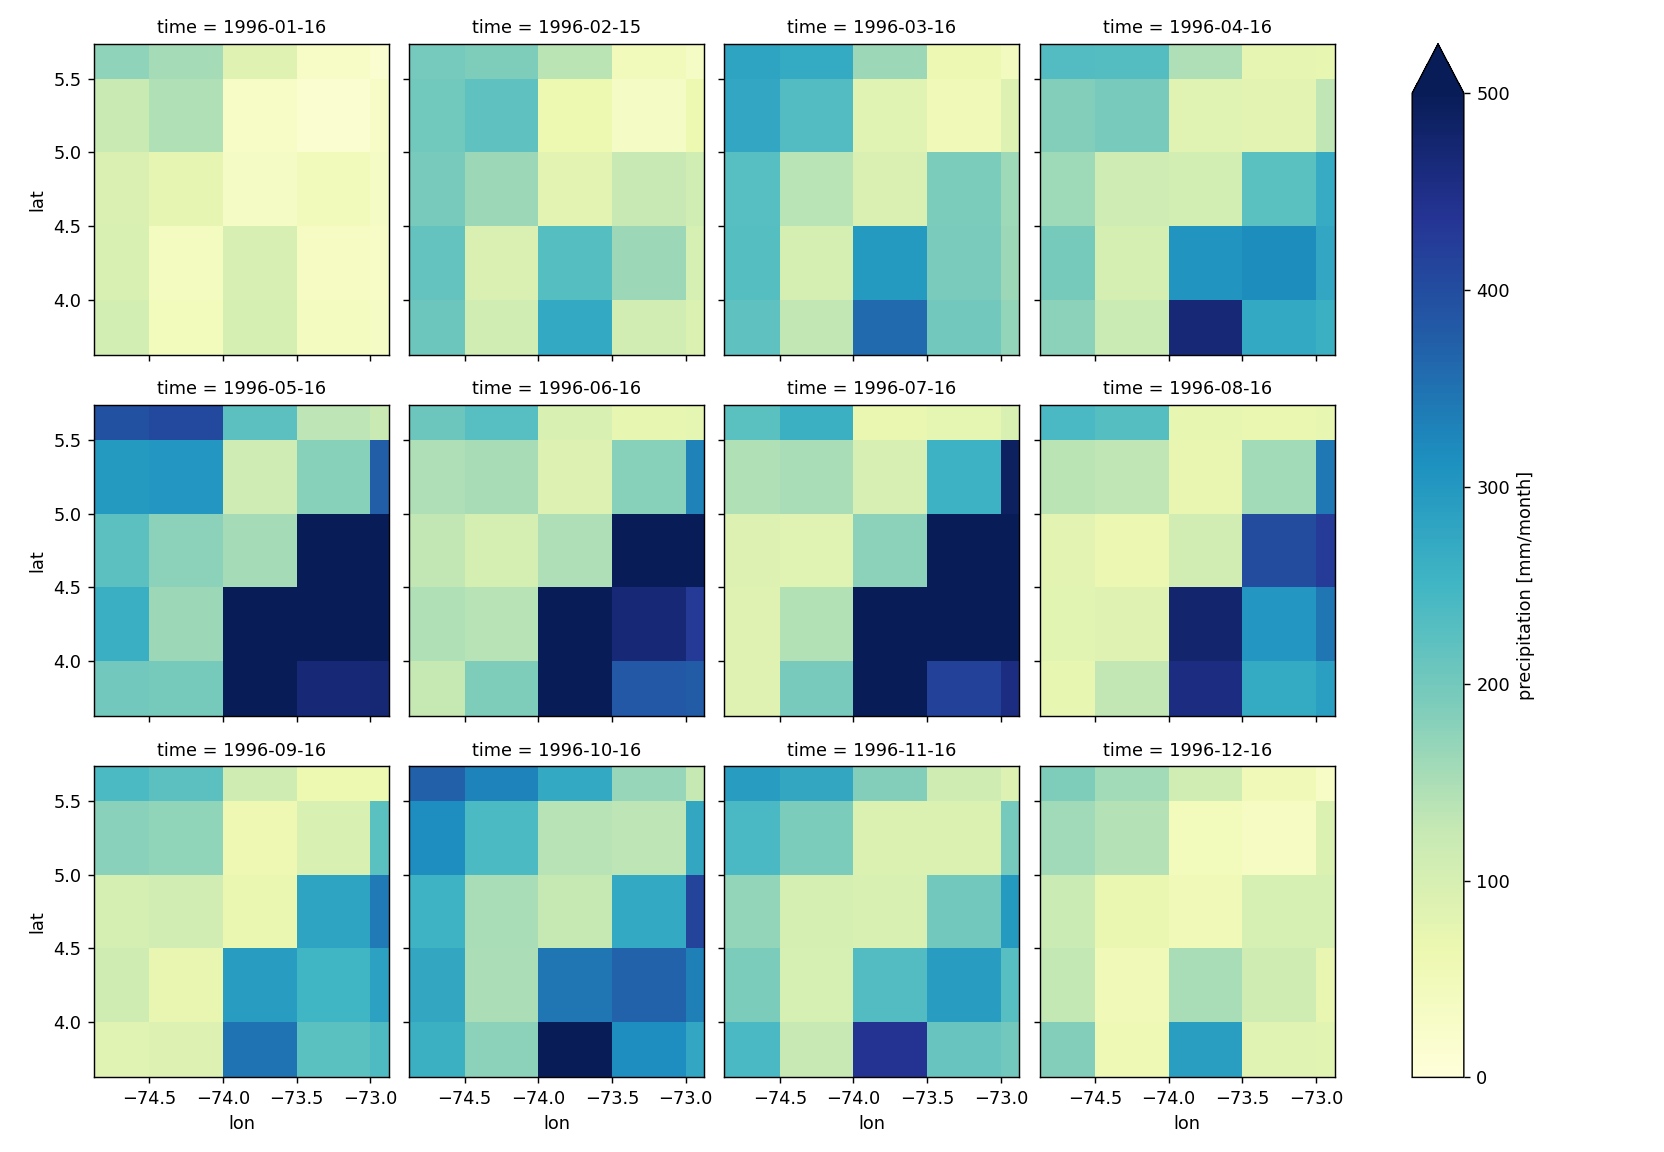 time = 1996-01-16 time = 1996-02-15 time = 1996-03-16 time = 1996-04-16
5.5
5.0
4.5
4.0
lat
time = 1996-05-16 time = 1996-06-16 time = 1996-07-16 time = 1996-08-16
5.5
5.0
4.5
4.0
lat
time = 1996-09-16 time = 1996-10-16 time = 1996-11-16 time = 1996-12-16
5.5
5.0
4.5
4.0
lat
−74.5 −74.0 −73.5 −73.0 −74.5 −74.0 −73.5 −73.0 −74.5 −74.0 −73.5 −73.0 −74.5 −74.0 −73.5 −73.0
lon lon lon lon
500
400
300
200
100
0
precipitation [mm/month]